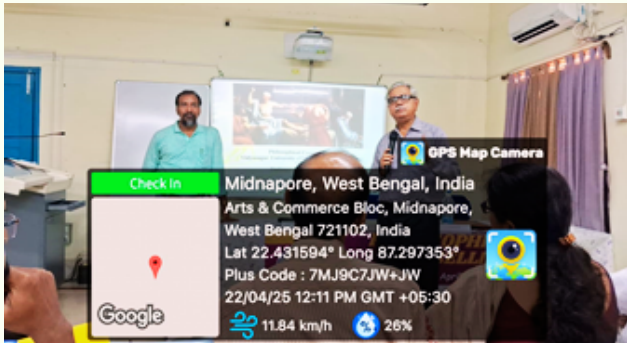 GPS Map Camera
Check In
Midnapore, West Bengal, India
Arts & Commerce Bloc, Midnapore,
West Bengal 721102, India
Lat 22.431594° Long 87.297353°
Plus Code : 7MJ9C7JW+JW
22/04/25 12:11 PM GMT +05:30
11.84 km/h
26%
Google